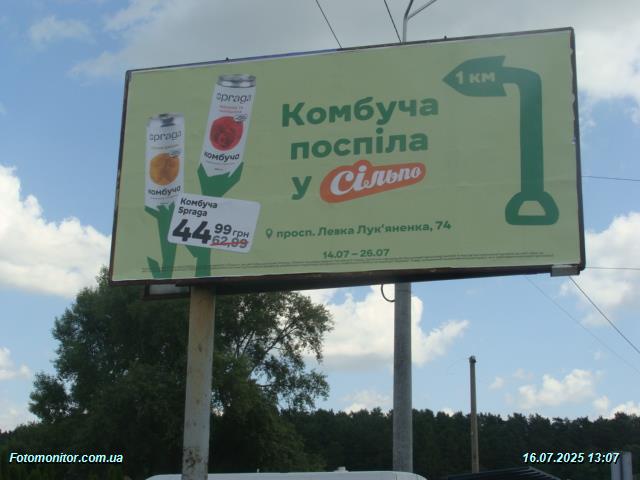 1 км
Комбуча
поспіла
у Сільпо
spraga
комбуча
spraga
комбуча
Комбуча
Spraga
44 99 грн
62,99
просп. Левка Лук'яненка, 74
14.07 – 26.07
Fotomonitor.com.ua
16.07.2025 13:07